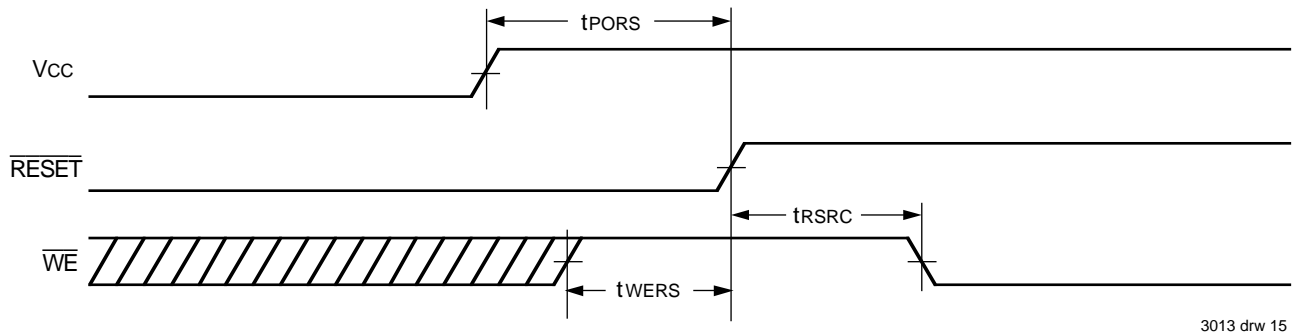 tPORS
VCC
RESET
tRSRC
WE
tWERS
3013 drw 15